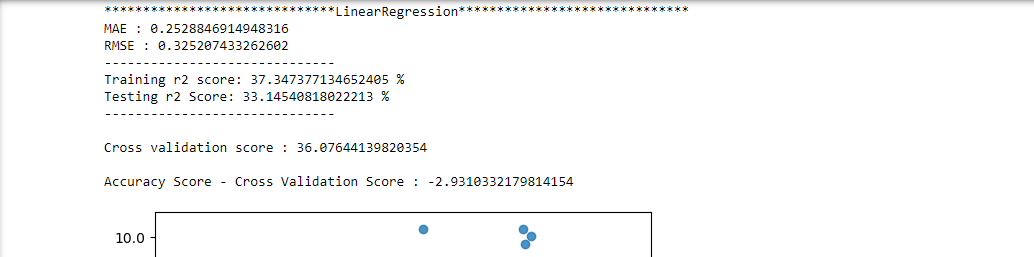 ******************************LinearRegression******************************
MAE : 0.2528846914948316
RMSE : 0.325207433262602
------------------------------
Training r2 score: 37.347377134652405 %
Testing r2 Score: 33.14540818022213 %
------------------------------
Cross validation score : 36.07644139820354
Accuracy Score - Cross Validation Score : -2.9310332179814154
10.0